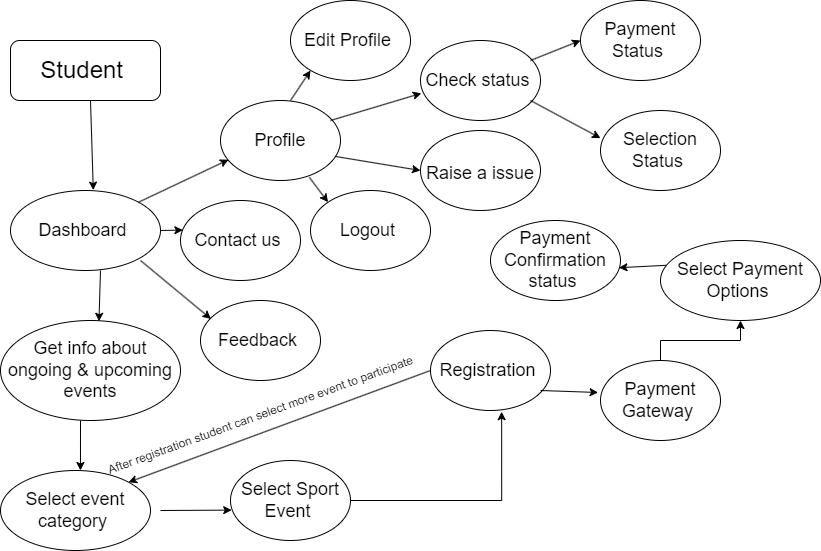 Student
Edit Profile
Payment
Status
Check status
Profile
Selection
Status
Raise a issue
Dashboard
Contact us
Logout
Payment
Confirmation
status
Select Payment
Options
Feedback
Get info about
ongoing & upcoming
events
Registration
Payment
Gateway
After registration student can select more event to participate
Select event
category
Select Sport
Event